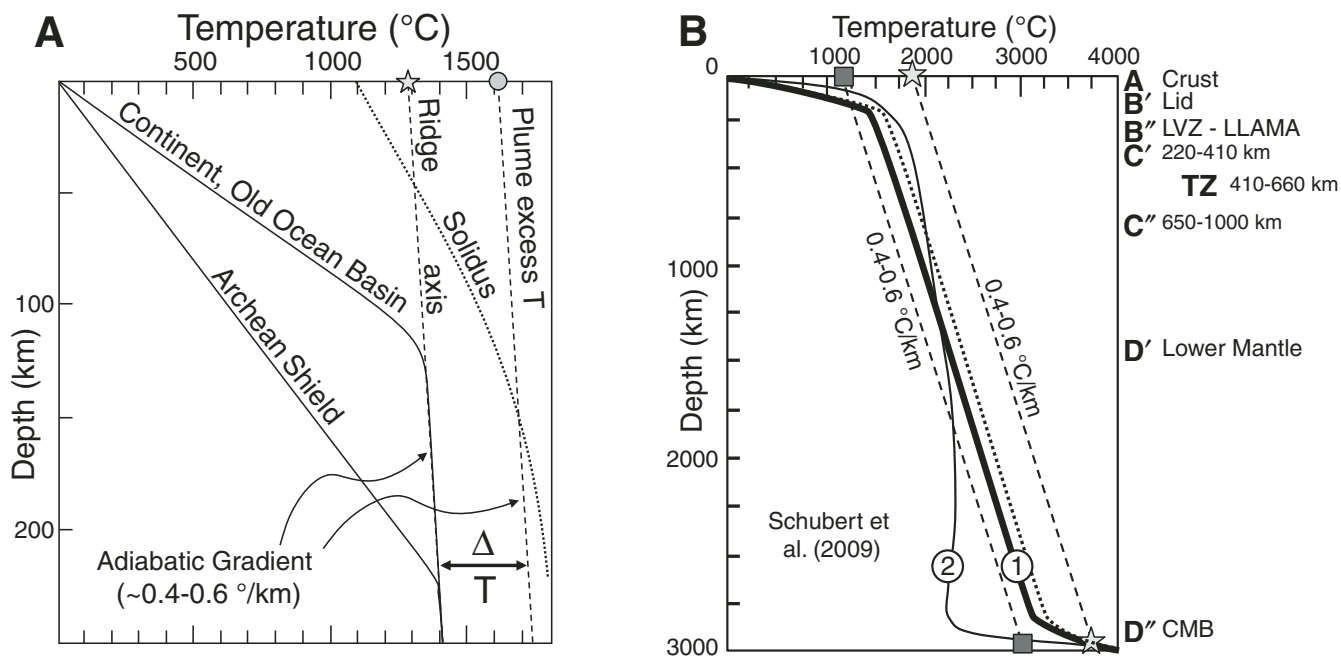 A
Temperature (°C)
500
1000
1500
Continent, Old Ocean Basin
Archean Shield
Ridge
axis
Solidus
Plume excess T
100
200
Depth (km)
Adiabatic Gradient
(~0.4-0.6 °/km)
Δ
T
B
Temperature (°C)
0
1000
2000
3000
4000
1000
2000
3000
Depth (km)
0.4-0.6 °C/km
0.4-0.6 °C/km
Schubert et
al. (2009)
2
1
A Crust
B′ Lid
B″ LVZ - LLAMA
C′ 220-410 km
TZ 410-660 km
C″ 650-1000 km
D′ Lower Mantle
D″ CMB